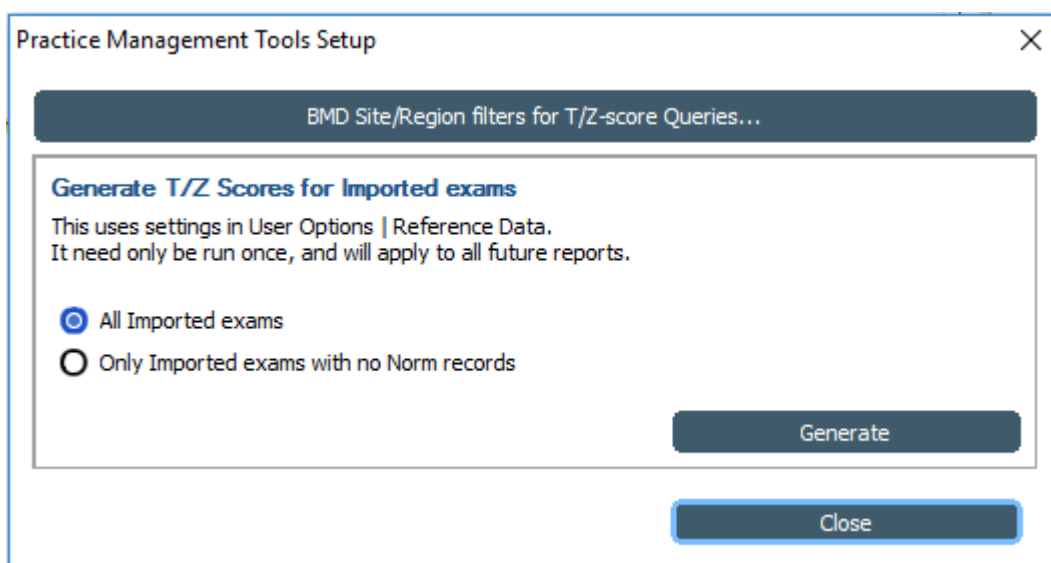 Practice Management Tools Setup
BMD Site/Region filters for T/Z-score Queries...
Generate T/Z Scores for Imported exams
This uses settings in User Options | Reference Data.
It need only be run once, and will apply to all future reports.
All Imported exams
Only Imported exams with no Norm records
Generate
Close